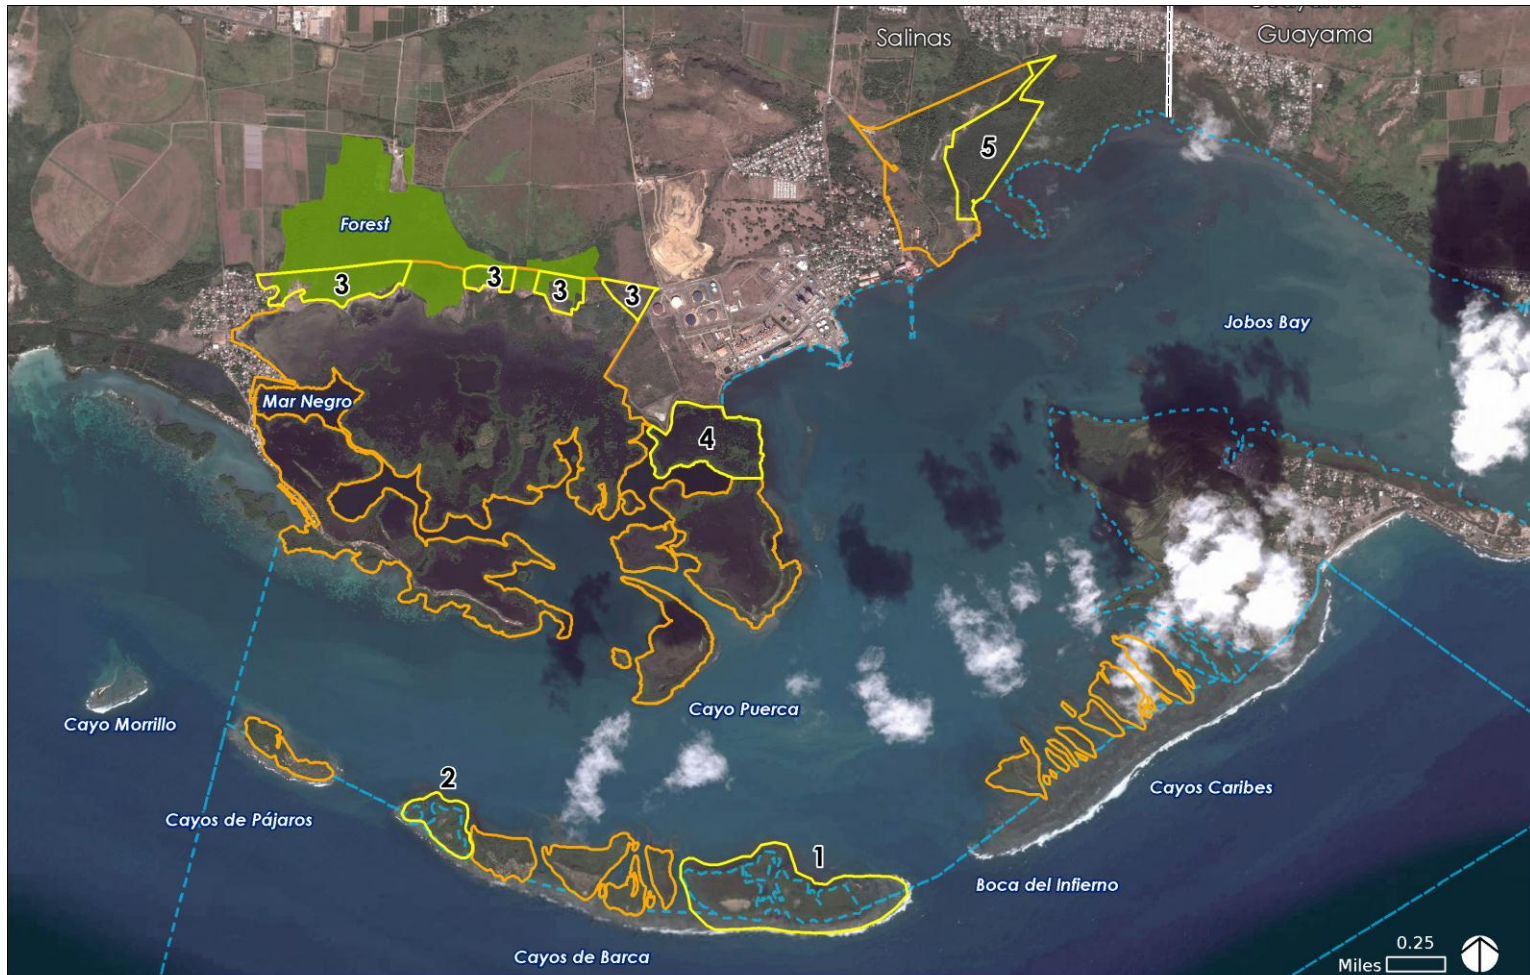 Salinas
Guayama
5
Forest
3
3
3
3
Jobos Bay
Mar Negro
4
Cayo Puerca
Cayo Morrillo
2
Cayos Caribes
Cayos de Pájaros
1
Boca del Infierno
Cayos de Barca
0.25
Miles